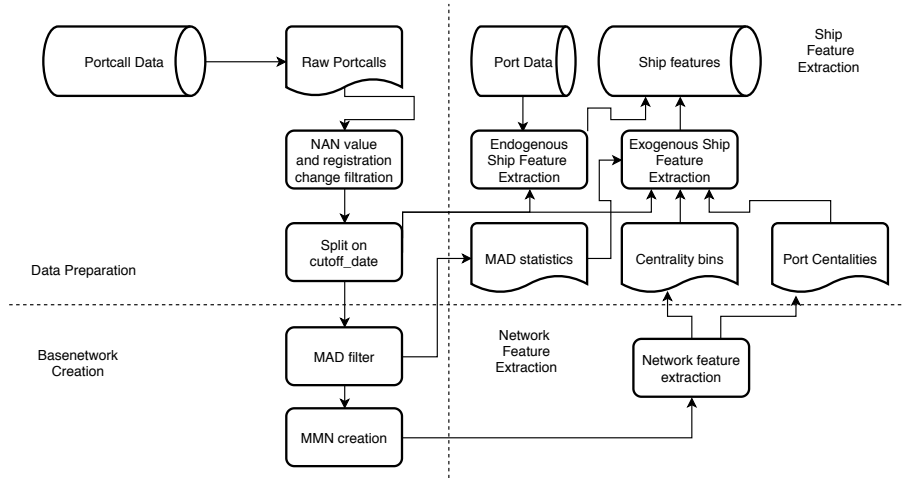 Portcall Data
Raw Portcalls
Port Data
Ship features
Ship
Feature
Extraction
NAN value
and registration
change filtration
Endogenous
Ship Feature
Extraction
Exogenous Ship
Feature
Extraction
Split on
cutoff_date
MAD statistics
Centrality bins
Port Centalities
Data Preparation
Basenetwork
Creation
MAD filter
Network
Feature
Extraction
Network feature
extraction
MMN creation